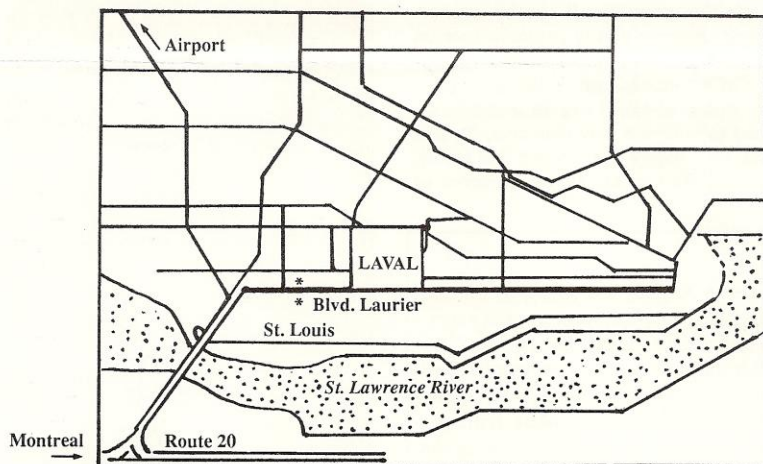 Airport
LAVAL
*
* Blvd. Laurier
St. Louis
St. Lawrence River
Montreal
Route 20